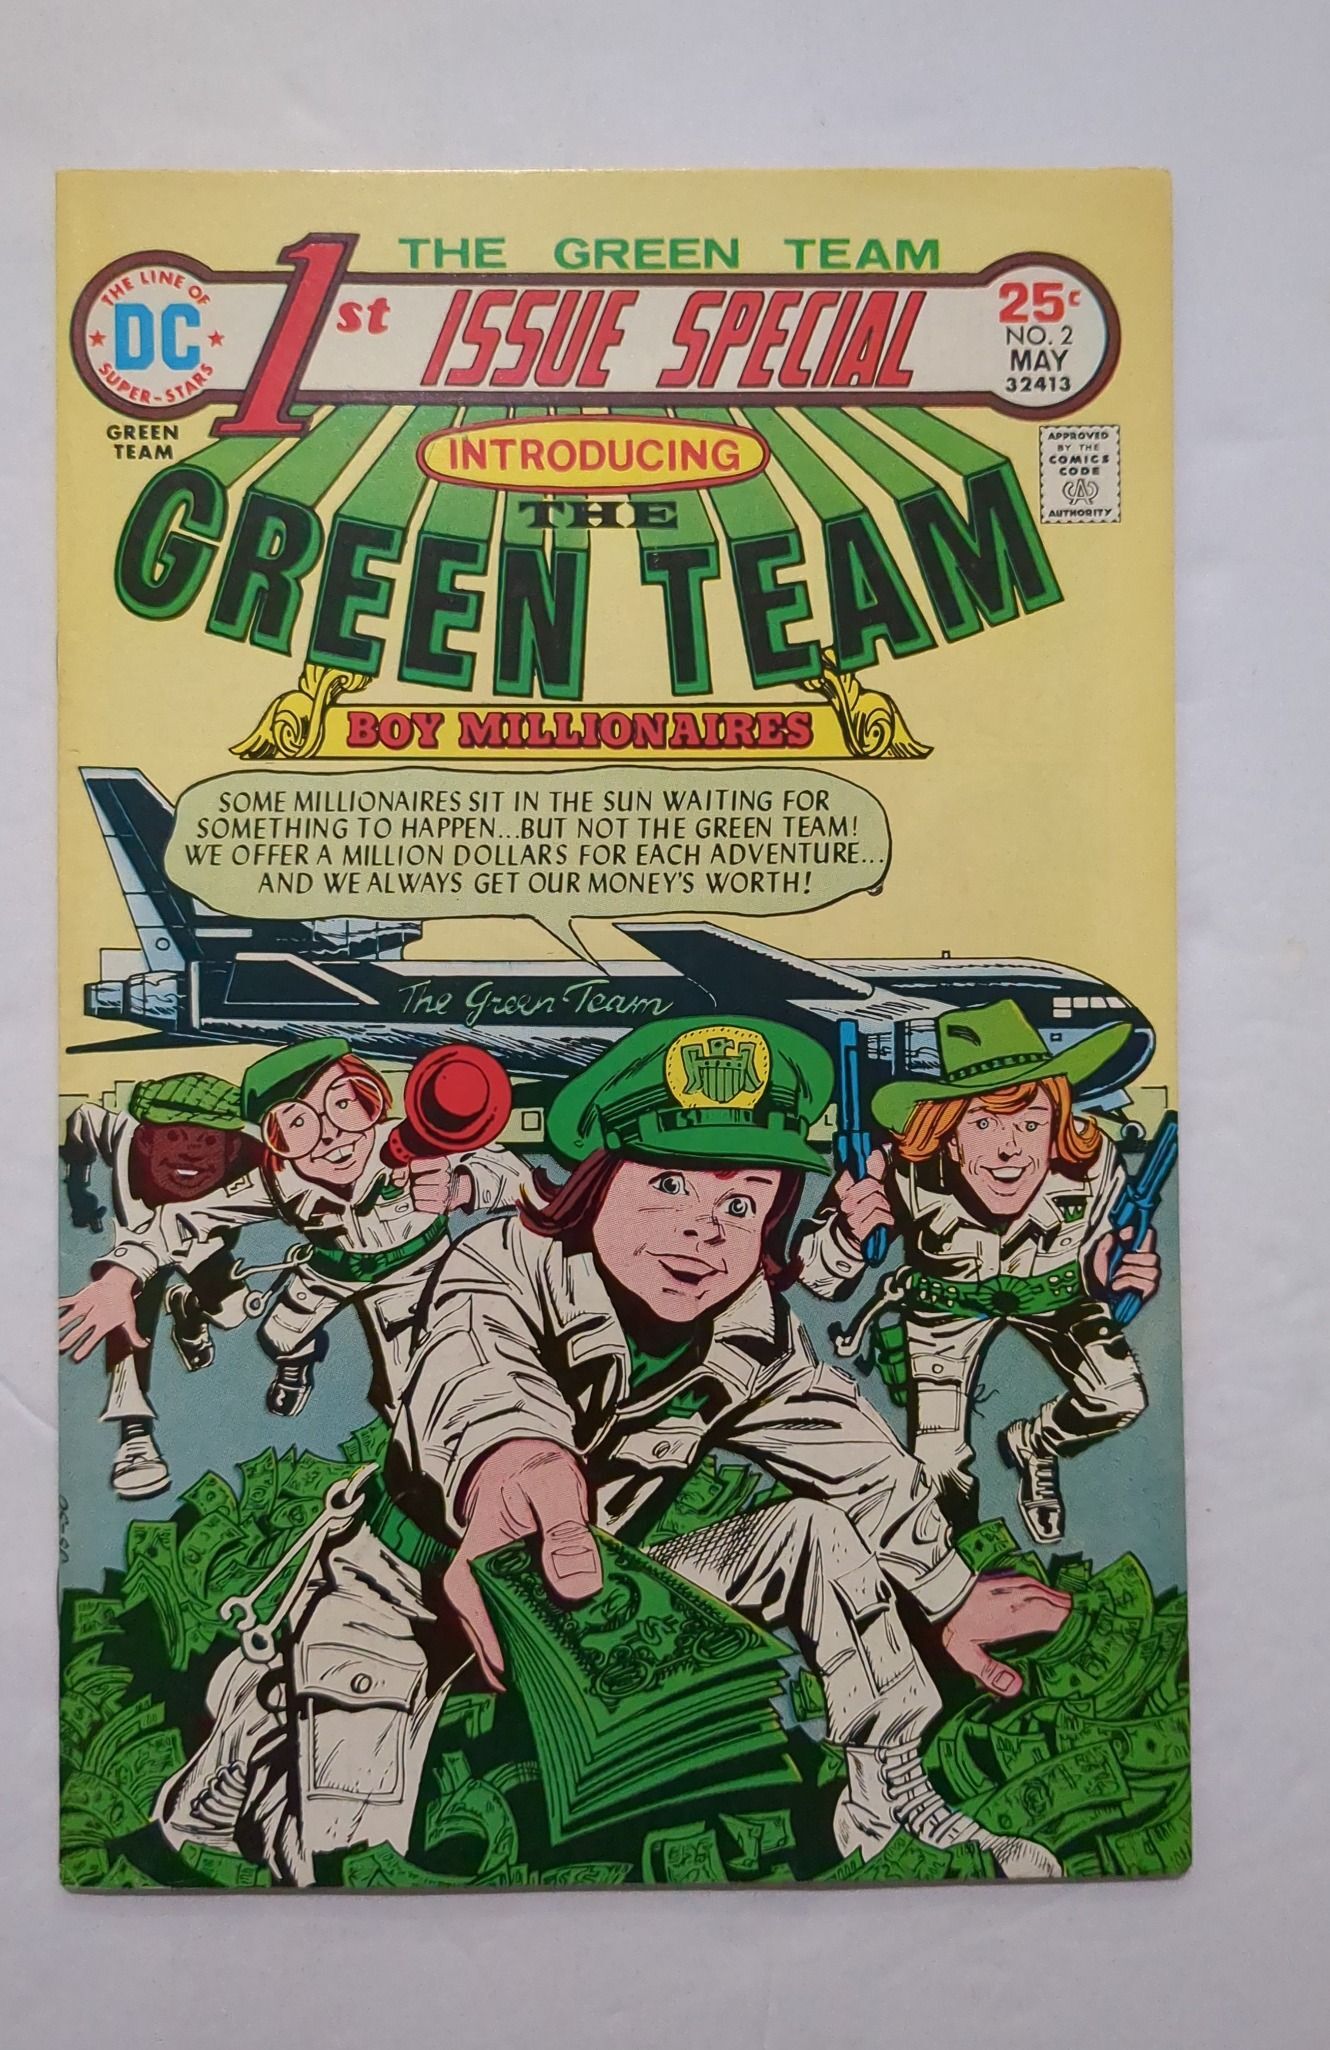 THE GREEN TEAM
THE LINE OF
DC
SUPER-STARS
1st ISSUE SPECIAL
25¢
NO. 2
MAY
32413
GREEN
TEAM
APPROVED
BY THE
COMICS
CODE
CA
AUTHORITY
INTRODUCING
THE
GREEN TEAM
BOY MILLIONAIRES
SOME MILLIONAIRES SIT IN THE SUN WAITING FOR
SOMETHING TO HAPPEN...BUT NOT THE GREEN TEAM!
WE OFFER A MILLION DOLLARS FOR EACH ADVENTURE...
AND WE ALWAYS GET OUR MONEY'S WORTH!
The Green Team